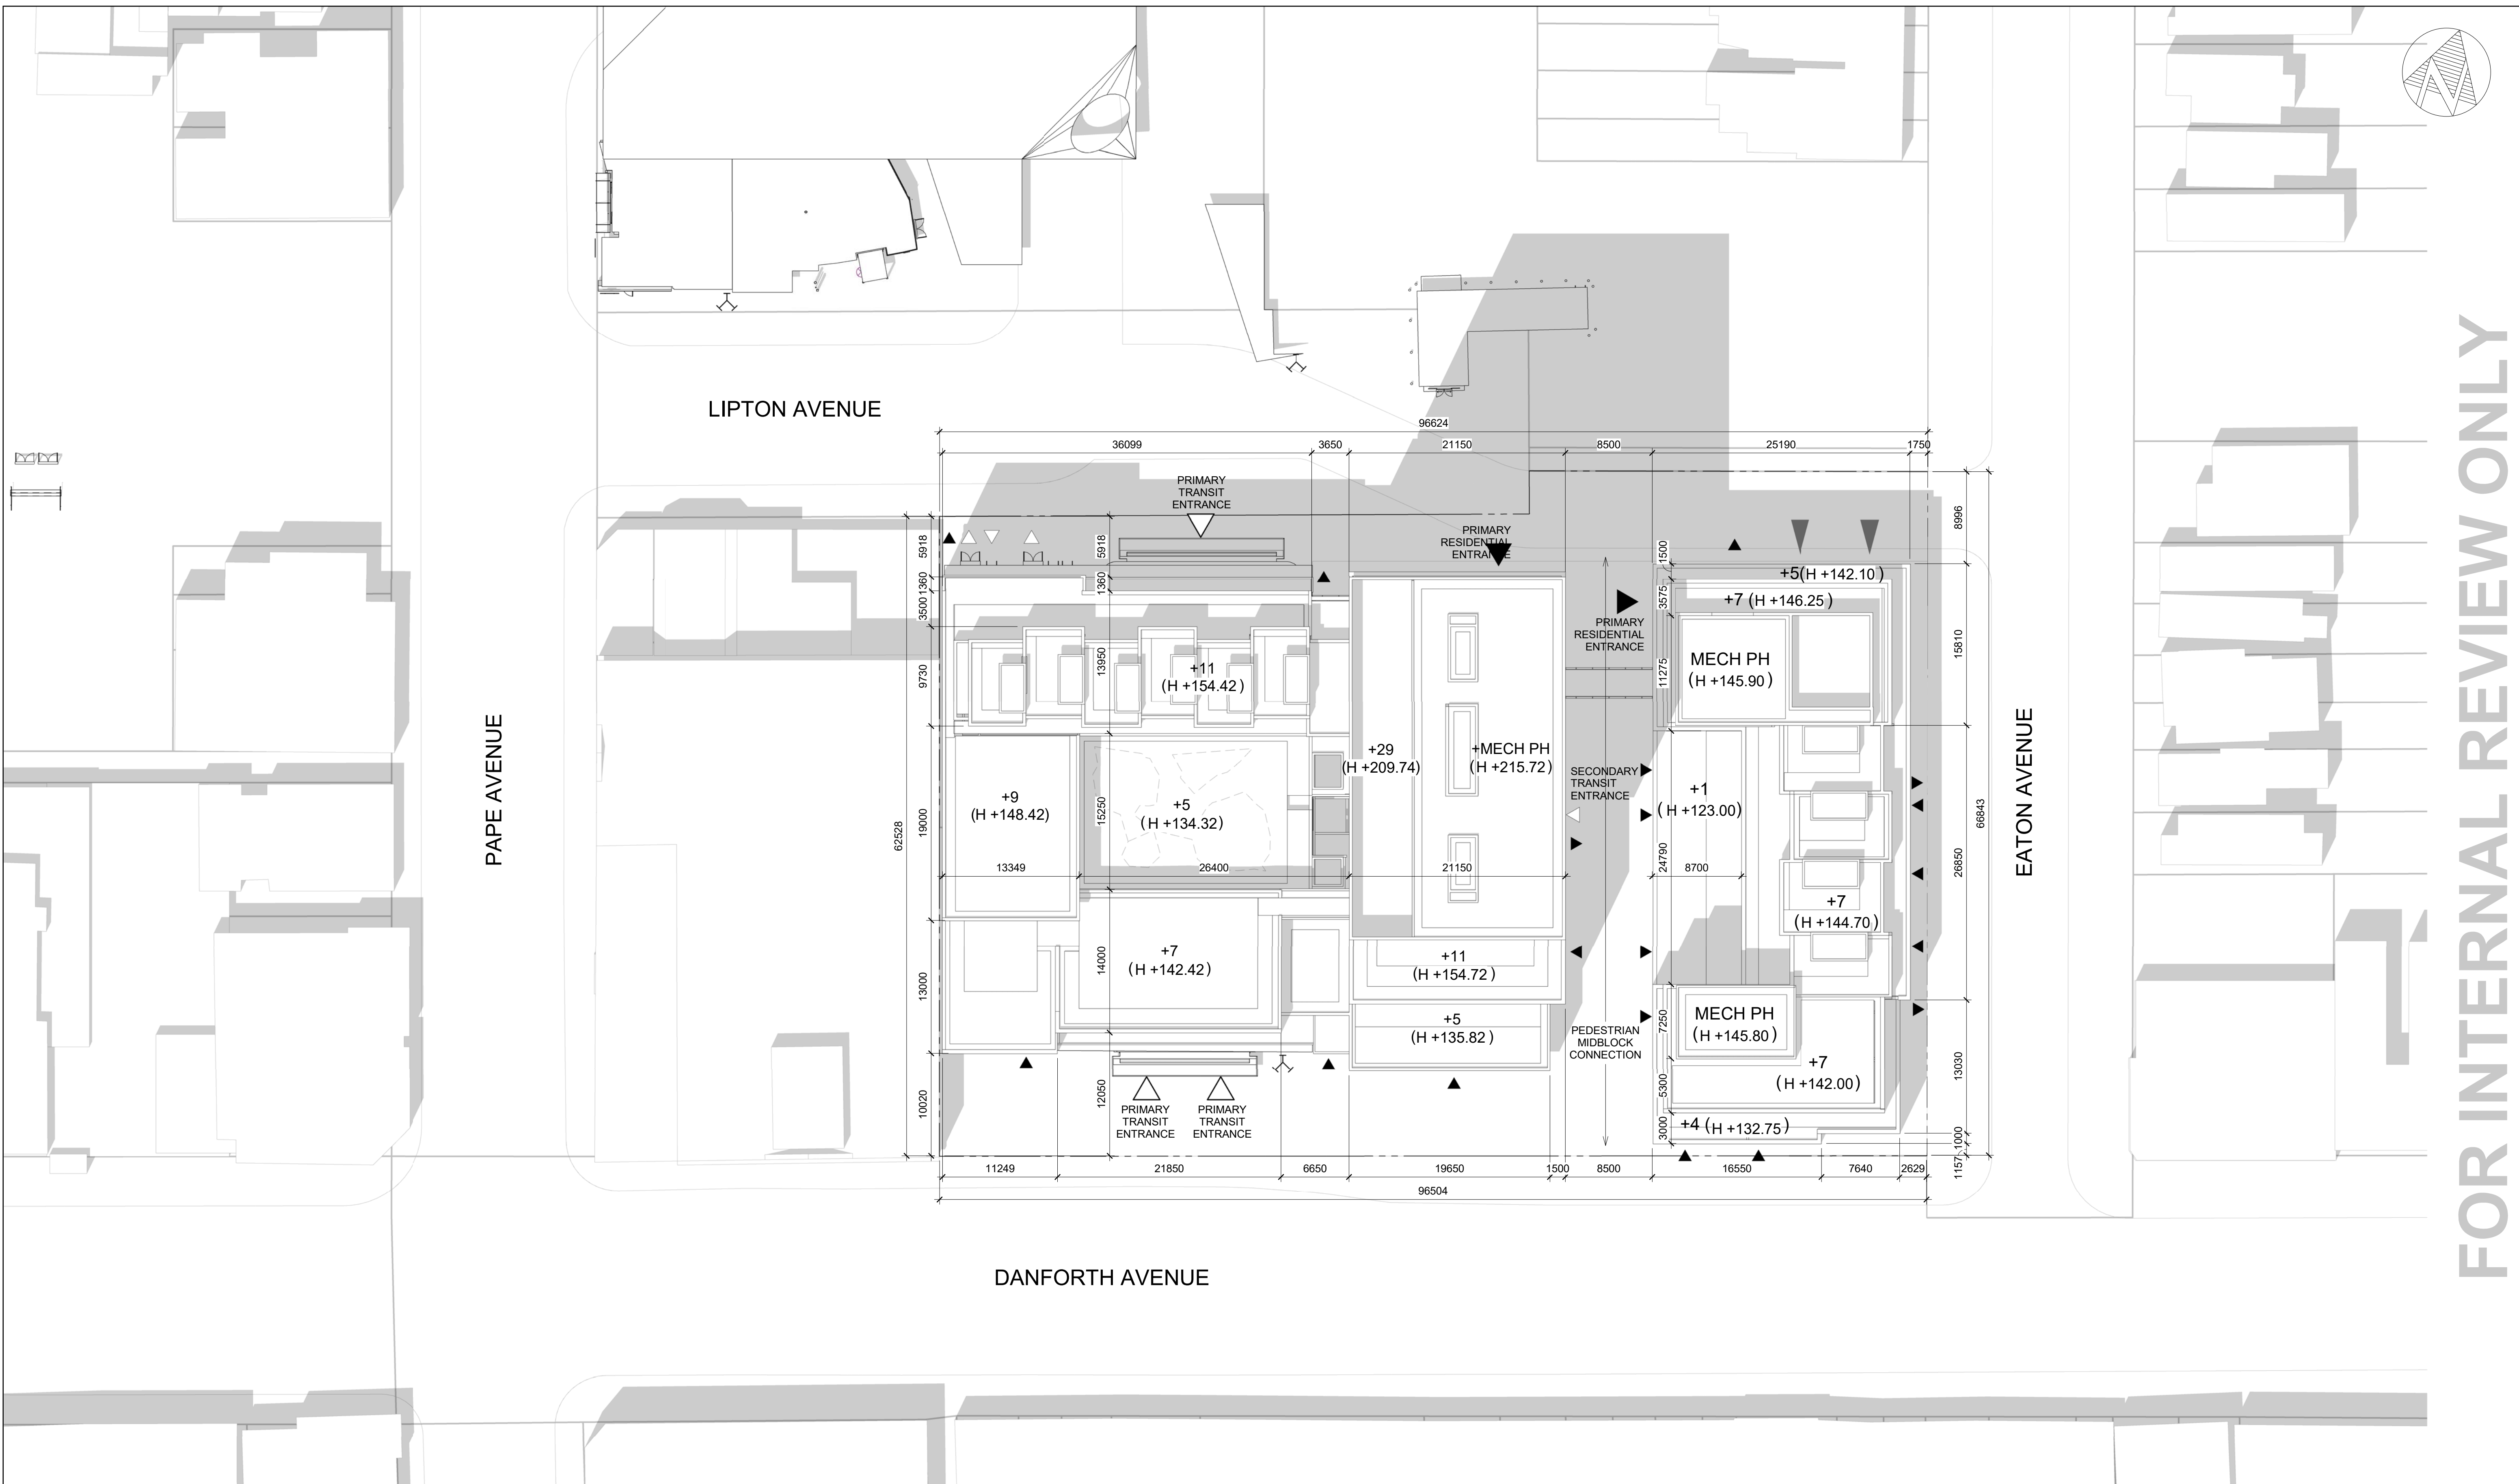 LIPTON AVENUE
96624
36099
3650
21150
8500
25190
1750
PRIMARY
TRANSIT
ENTRANCE
PRIMARY
RESIDENTIAL
ENTRANCE
5918
1360
3500
9730
19000
13000
10020
62528
5918
1360
13950
15250
14000
12050
+11
(H +154.42)
+9
(H +148.42)
+5
(H +134.32)
13349
26400
21150
+7
(H +142.42)
+29
(H +209.74)
+MECH PH
(H +215.72)
+11
(H +154.72)
+5
(H +135.82)
PRIMARY
RESIDENTIAL
ENTRANCE
SECONDARY
TRANSIT
ENTRANCE
PEDESTRIAN
MIDBLOCK
CONNECTION
1500
3575
11275
24790
7250
5300
3000
+5(H +142.10)
+7 (H +146.25)
MECH PH
(H +145.90)
+1
(H +123.00)
8700
+7
(H +144.70)
MECH PH
(H +145.80)
+7
(H +142.00)
+4 (H +132.75)
8996
15810
26850
13030
1000
1157
66843
PRIMARY
TRANSIT
ENTRANCE
PRIMARY
TRANSIT
ENTRANCE
11249
21850
6650
19650
1500
8500
16550
7640
2629
96504
PAPE AVENUE
EATON AVENUE
DANFORTH AVENUE
FOR INTERNAL REVIEW ONLY